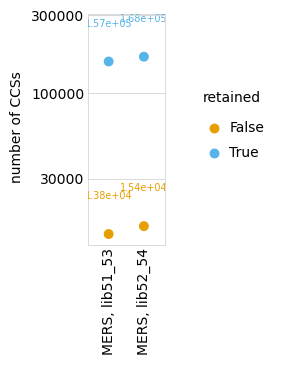 300000
1.57e+05
1.68e+05
100000
30000
1.38e+04
1.54e+04
number of CCSs
MERS, lib51_53
MERS, lib52_54
retained
False
True